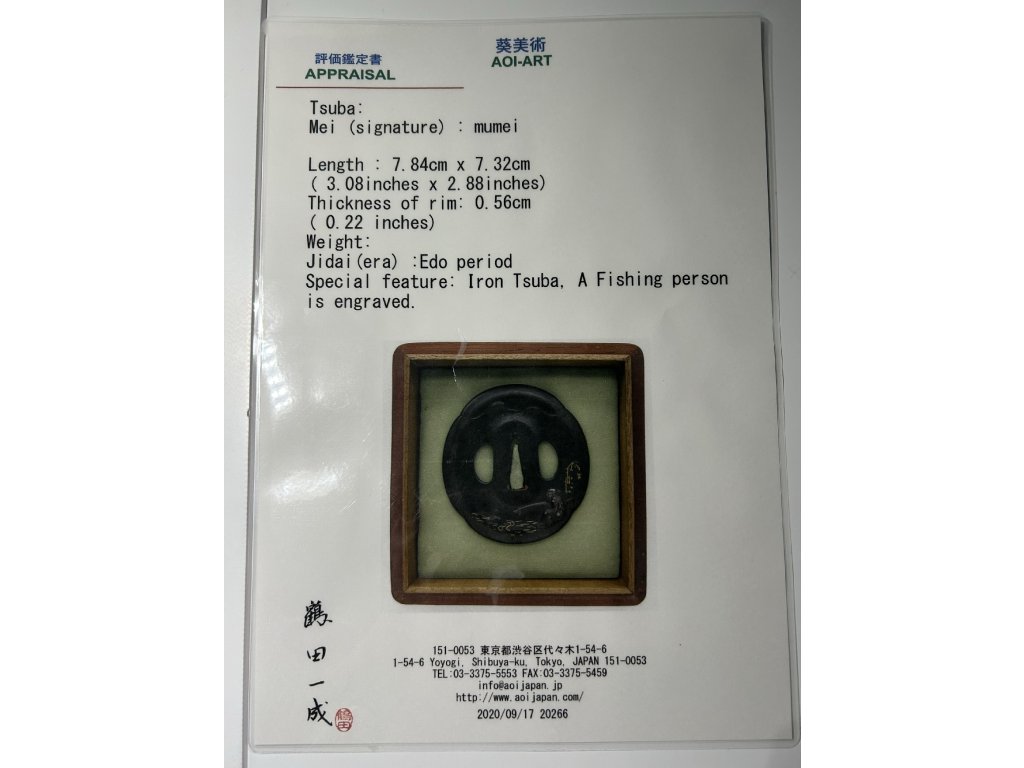 評価鑑定書
APPRAISAL
葵美術
AOI-ART
Tsuba:
Mei (signature) : mumei
Length : 7.84cm x 7.32cm
( 3.08inches x 2.88inches)
Thickness of rim: 0.56cm
( 0.22 inches)
Weight:
Jidai(era) :Edo period
Special feature: Iron Tsuba, A Fishing person
is engraved.
鶴
田
一
成
151-0053 東京都渋谷区代々木1-54-6
1-54-6 Yoyogi, Shibuya-ku, Tokyo, JAPAN 151-0053
TEL:03-3375-5553 FAX:03-3375-5459
info@aoijapan.jp
http://www.aoijapan.com/
2020/09/17 20266